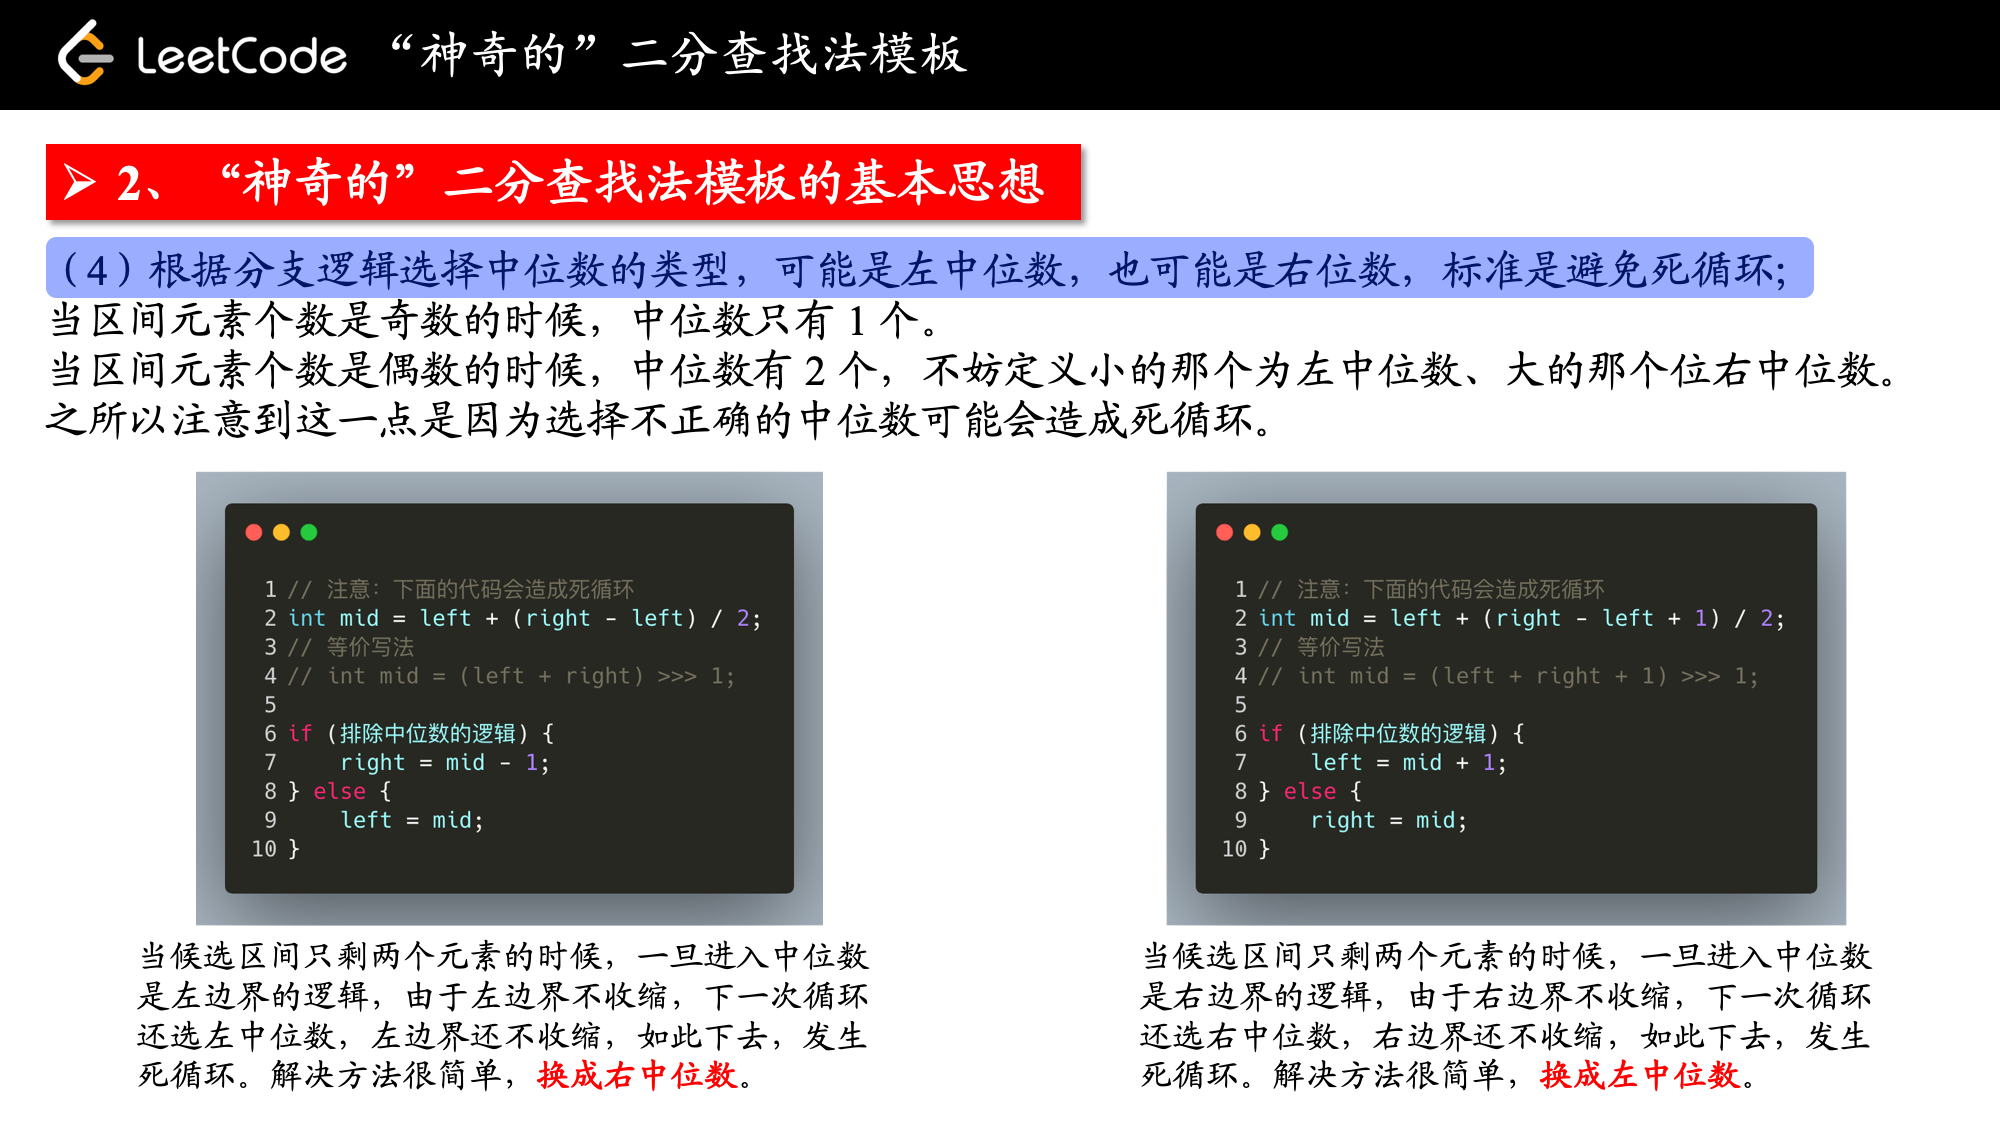 LeetCode “神奇的”二分查找法模板
➢ 2、“神奇的”二分查找法模板的基本思想
（4）根据分支逻辑选择中位数的类型，可能是左中位数，也可能是右位数，标准是避免死循环；
当区间元素个数是奇数的时候，中位数只有 1 个。
当区间元素个数是偶数的时候，中位数有 2 个，不妨定义小的那个为左中位数、大的那个位右中位数。
之所以注意到这一点是因为选择不正确的中位数可能会造成死循环。
1 // 注意：下面的代码会造成死循环
2 int mid = left + (right - left) / 2;
3 // 等价写法
4 // int mid = (left + right) >>> 1;
5
6 if (排除中位数的逻辑) {
7     right = mid - 1;
8 } else {
9     left = mid;
10 }
当候选区间只剩两个元素的时候，一旦进入中位数
是左边界的逻辑，由于左边界不收缩，下一次循环
还选左中位数，左边界还不收缩，如此下去，发生
死循环。解决方法很简单，换成右中位数。
1 // 注意：下面的代码会造成死循环
2 int mid = left + (right - left + 1) / 2;
3 // 等价写法
4 // int mid = (left + right + 1) >>> 1;
5
6 if (排除中位数的逻辑) {
7     left = mid + 1;
8 } else {
9     right = mid;
10 }
当候选区间只剩两个元素的时候，一旦进入中位数
是右边界的逻辑，由于右边界不收缩，下一次循环
还选右中位数，右边界还不收缩，如此下去，发生
死循环。解决方法很简单，换成左中位数。